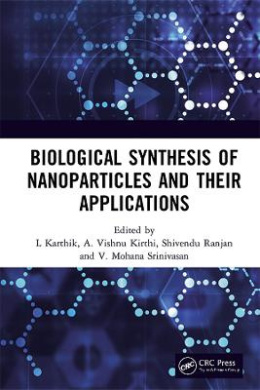 BIOLOGICAL SYNTHESIS OF
NANOPARTICLES AND THEIR
APPLICATIONS
Edited by
L Karthik, A. Vishnu Kirthi, Shivendu Ranjan
and V. Mohana Srinivasan
CRC Press
Taylor & Francis Group